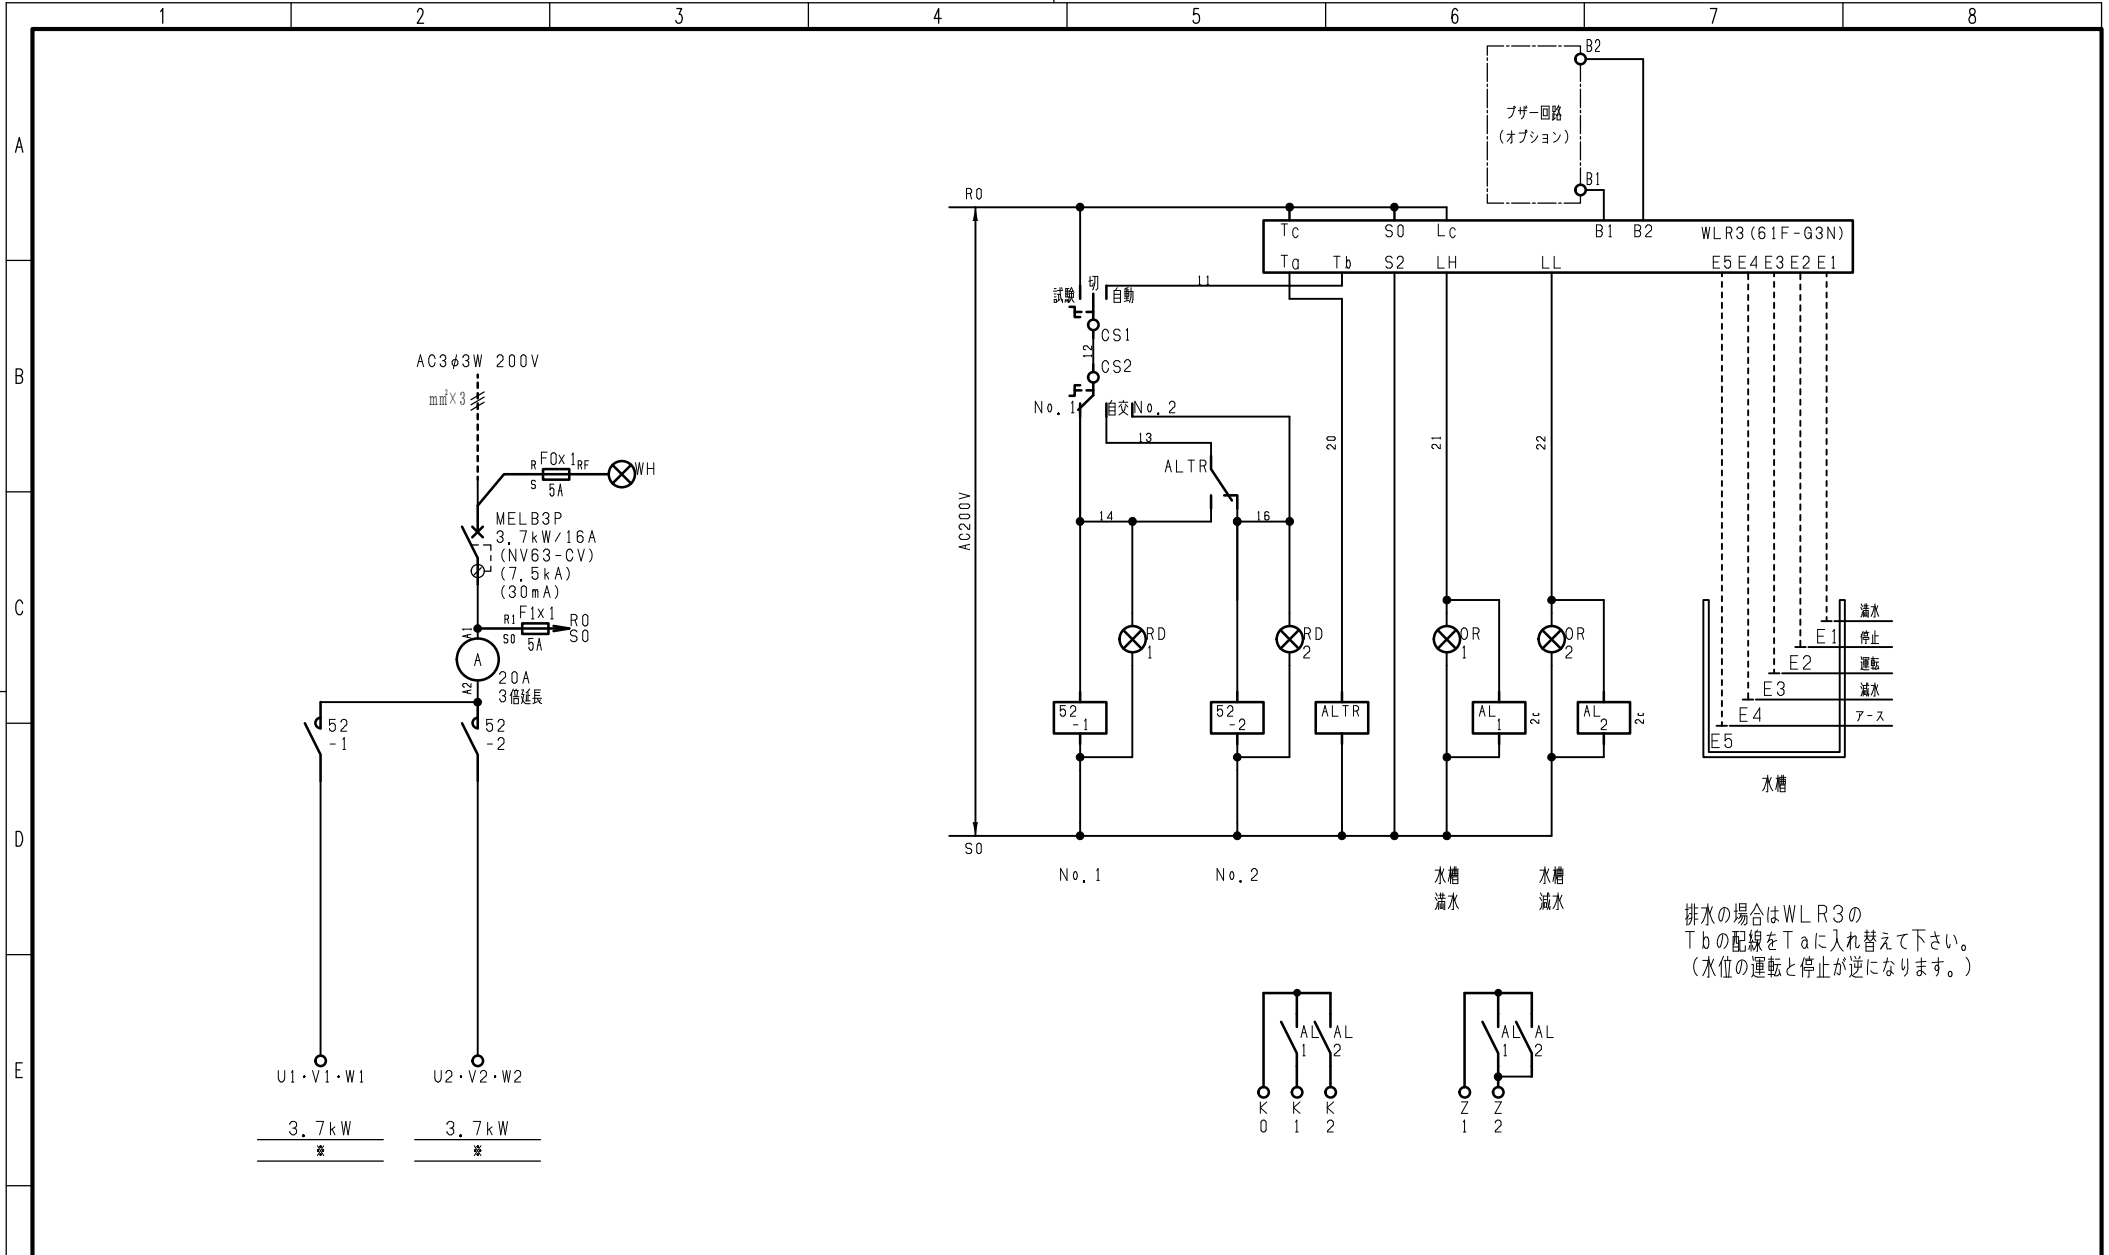 1 2 3 4 5 6 7 8
A
B
C
D
E
B2
ブザー回路
(オプション)
B1
R0
Tc S0 Lc B1 B2 WLR3(61F-G3N)
Ta Tb S2 LH LL E5 E4 E3 E2 E1
11
試験 切 自動
CS1
12
CS2
No.1 自交 No.2
13
ALTR
20
21
22
14
16
AC200V
RD
1
RD
2
OR
1
OR
2
52
-1
52
-2
ALTR
AL
1
2c
AL
2
2c
S0
No.1
No.2
水槽
満水
水槽
減水
満水
E1 停止
E2 運転
E3 減水
E4 アース
E5
水槽
AC3φ3W 200V
mm²×3
R F0x1 RF WH
S 5A
MELB3P
3.7kW/16A
(NV63-CV)
(7.5kA)
(30mA)
R1 F1x1 R0
S0 5A S0
A1
A
A2
20A
3倍延長
52
-1
52
-2
U1・V1・W1
U2・V2・W2
3.7kW
※
3.7kW
※
排水の場合はWLR3の
Tbの配線をTaに入れ替えて下さい。
(水位の運転と停止が逆になります。)
AL
1
AL
2
K
0
K
1
K
2
AL
1
AL
2
Z
1
Z
2